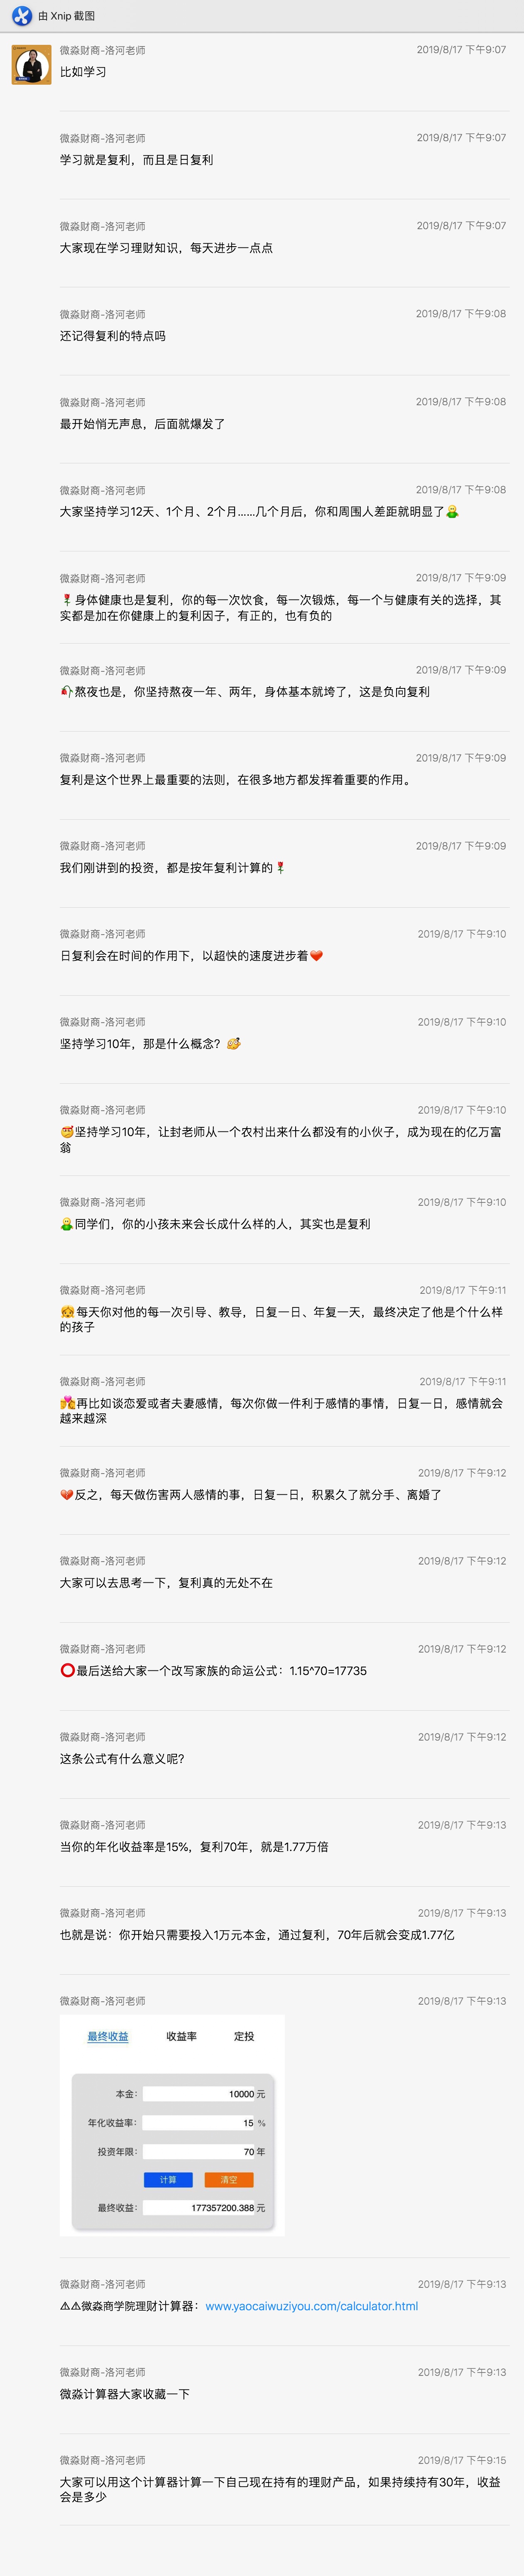 由 Xnip 截图
微淼财商-洛河老师 2019/8/17 下午9:07
比如学习
微淼财商-洛河老师 2019/8/17 下午9:07
学习就是复利，而且是日复利
微淼财商-洛河老师 2019/8/17 下午9:07
大家现在学习理财知识，每天进步一点点
微淼财商-洛河老师 2019/8/17 下午9:08
还记得复利的特点吗
微淼财商-洛河老师 2019/8/17 下午9:08
最开始悄无声息，后面就爆发了
微淼财商-洛河老师 2019/8/17 下午9:08
大家坚持学习12天、1个月、2个月……几个月后，你和周围人差距就明显了
微淼财商-洛河老师 2019/8/17 下午9:09
🌹身体健康也是复利，你的每一次饮食，每一次锻炼，每一个与健康有关的选择，其
实都是加在你健康上的复利因子，有正的，也有负的
微淼财商-洛河老师 2019/8/17 下午9:09
🥀熬夜也是，你坚持熬夜一年、两年，身体基本就垮了，这是负向复利
微淼财商-洛河老师 2019/8/17 下午9:09
复利是这个世界上最重要的法则，在很多地方都发挥着重要的作用。
微淼财商-洛河老师 2019/8/17 下午9:09
我们刚讲到的投资，都是按年复利计算的🌹
微淼财商-洛河老师 2019/8/17 下午9:10
日复利会在时间的作用下，以超快的速度进步着❤️
微淼财商-洛河老师 2019/8/17 下午9:10
坚持学习10年，那是什么概念？
微淼财商-洛河老师 2019/8/17 下午9:10
坚持学习10年，让封老师从一个农村出来什么都没有的小伙子，成为现在的亿万富
翁
微淼财商-洛河老师 2019/8/17 下午9:10
同学们，你的小孩未来会长成什么样的人，其实也是复利
微淼财商-洛河老师 2019/8/17 下午9:11
👧每天你对他的每一次引导、教导，日复一日、年复一天，最终决定了他是个什么样
的孩子
微淼财商-洛河老师 2019/8/17 下午9:11
💏再比如谈恋爱或者夫妻感情，每次你做一件利于感情的事情，日复一日，感情就会
越来越深
微淼财商-洛河老师 2019/8/17 下午9:12
💔反之，每天做伤害两人感情的事，日复一日，积累久了就分手、离婚了
微淼财商-洛河老师 2019/8/17 下午9:12
大家可以去思考一下，复利真的无处不在
微淼财商-洛河老师 2019/8/17 下午9:12
⭕最后送给大家一个改写家族的命运公式：1.15^70=17735
微淼财商-洛河老师 2019/8/17 下午9:12
这条公式有什么意义呢？
微淼财商-洛河老师 2019/8/17 下午9:13
当你的年化收益率是15%，复利70年，就是1.77万倍
微淼财商-洛河老师 2019/8/17 下午9:13
也就是说：你开始只需要投入1万元本金，通过复利，70年后就会变成1.77亿
微淼财商-洛河老师 2019/8/17 下午9:13
最终收益 收益率 定投
本金： 10000 元
年化收益率： 15 %
投资年限： 70 年
计算 清空
最终收益： 177357200.388 元
微淼财商-洛河老师 2019/8/17 下午9:13
⚠⚠微淼商学院理财计算器：www.yaocaiwuziyou.com/calculator.html
微淼财商-洛河老师 2019/8/17 下午9:13
微淼计算器大家收藏一下
微淼财商-洛河老师 2019/8/17 下午9:15
大家可以用这个计算器计算一下自己现在持有的理财产品，如果持续持有30年，收益
会是多少